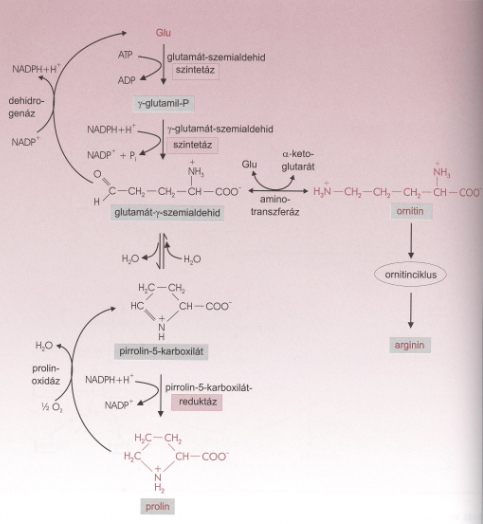 Glu
ATP
glutamát-szemialdehid
szintetáz
ADP
NADPH+H⁺
dehidro-
genáz
NADP⁺
γ-glutamil-P
NADPH+H⁺
γ-glutamát-szemialdehid
szintetáz
NADP⁺ + Pᵢ
O
H
C—CH₂—CH₂—CH—COO⁻
⁺NH₃
glutamát-γ-szemialdehid
Glu
α-keto-
glutarát
amino-
transzferáz
⁺NH₃
H₃N⁺—CH₂—CH₂—CH₂—CH—COO⁻
ornitin
ornitinciklus
arginin
H₂O
H₂O
H₂C—CH₂
HC
CH—COO⁻
N⁺
H
pirrolin-5-karboxilát
H₂O
prolin-
oxidáz
½ O₂
NADPH+H⁺
pirrolin-5-karboxilát-
reduktáz
NADP⁺
H₂C—CH₂
H₂C
CH—COO⁻
N⁺
H₂
prolin